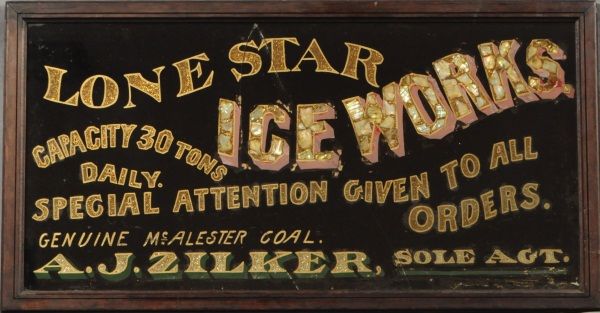 LONE STAR
ICE WORKS.
CAPACITY 30 TONS
DAILY.
SPECIAL ATTENTION GIVEN TO ALL
ORDERS.
GENUINE McALESTER COAL.
A.J. ZILKER, SOLE AGT.